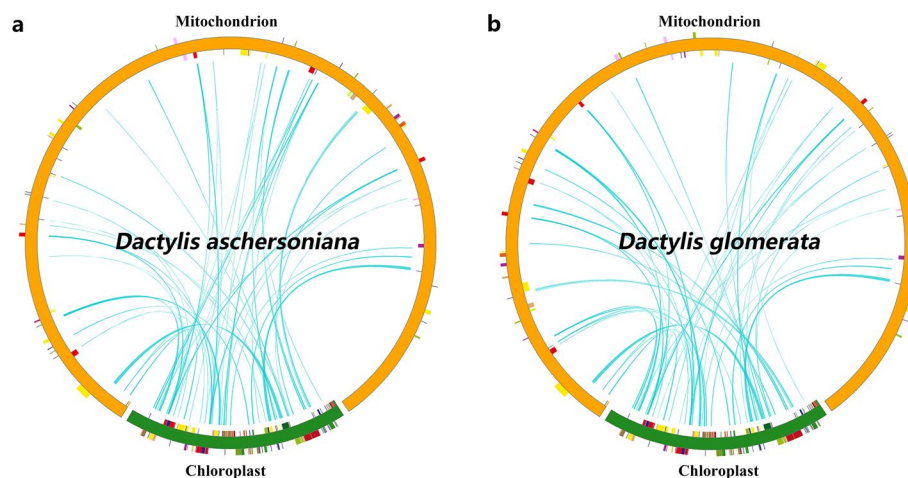 a
Mitochondrion
Dactylis aschersoniana
Chloroplast
b
Mitochondrion
Dactylis glomerata
Chloroplast